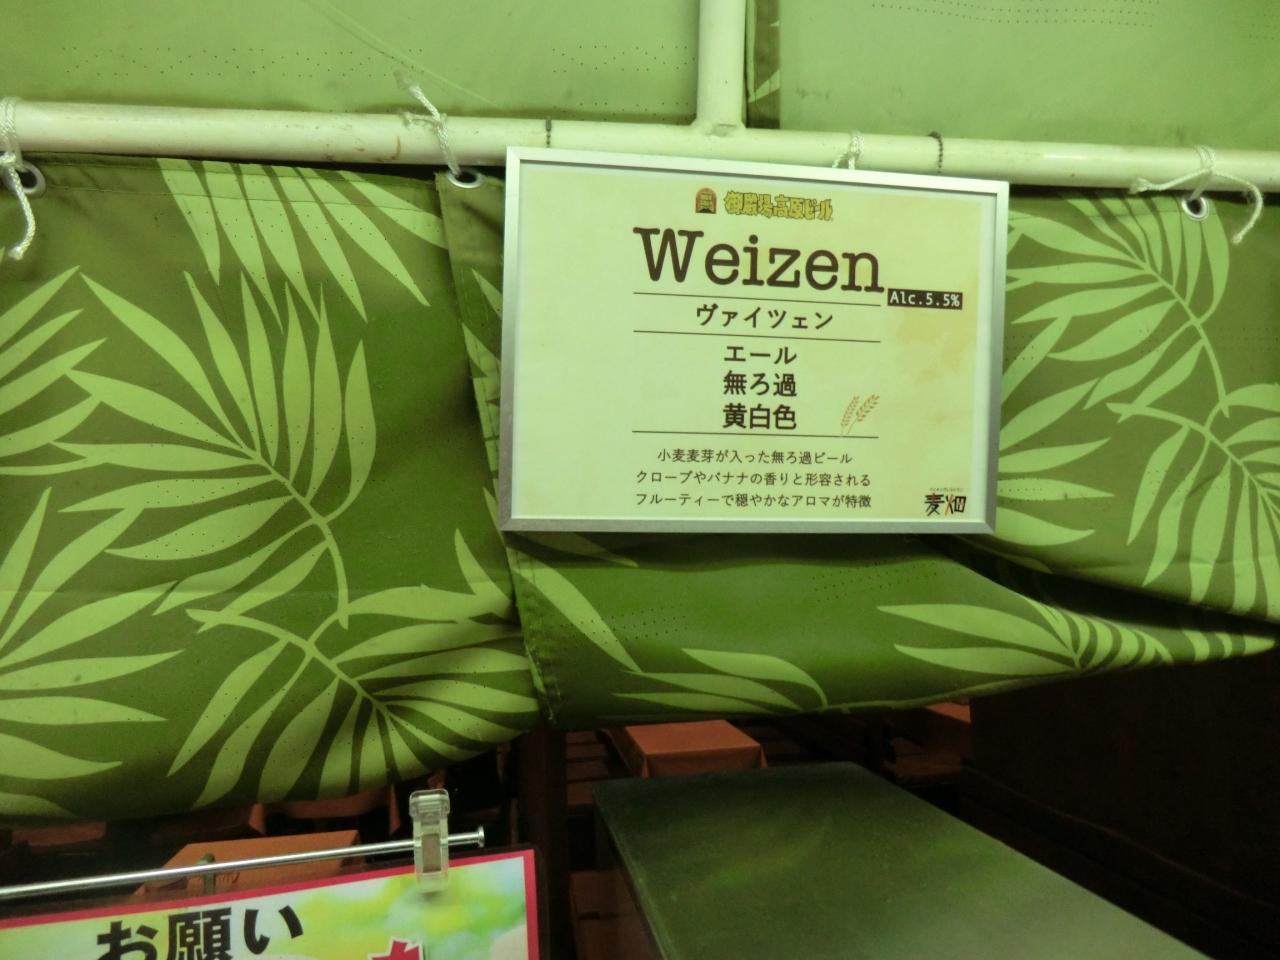 御殿場高原ビール
Weizen
Alc.5.5%
ヴァイツェン
エール
無ろ過
黄白色
小麦麦芽が入った無ろ過ビール
クローブやバナナの香りと形容される
フルーティーで穏やかなアロマが特徴
麦畑
お願い